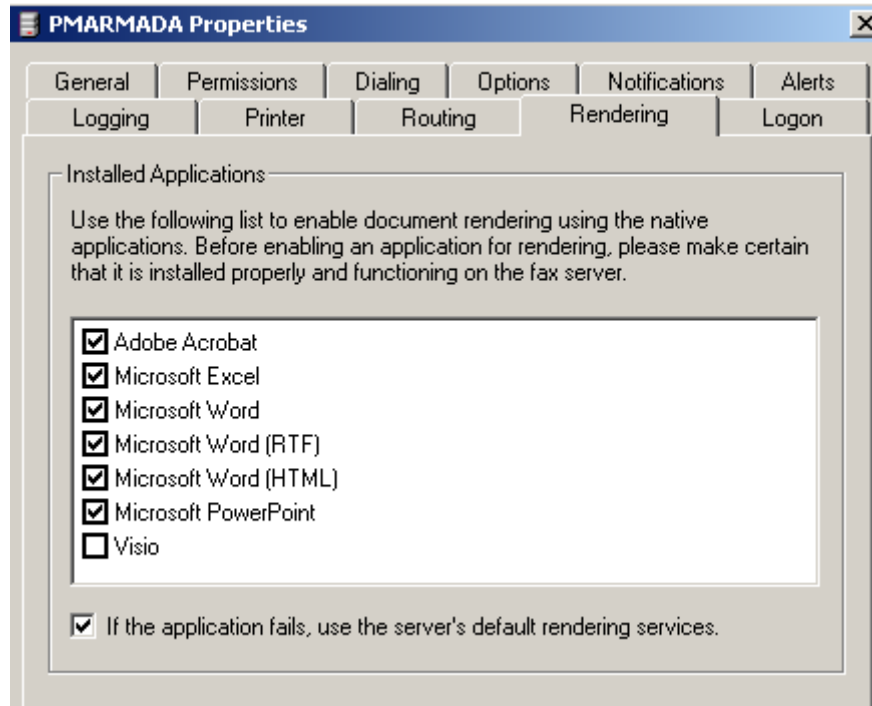 PMARMADA Properties
General Permissions Dialing Options Notifications Alerts
Logging Printer Routing Rendering Logon
Installed Applications
Use the following list to enable document rendering using the native
applications. Before enabling an application for rendering, please make certain
that it is installed properly and functioning on the fax server.
Adobe Acrobat
Microsoft Excel
Microsoft Word
Microsoft Word (RTF)
Microsoft Word (HTML)
Microsoft PowerPoint
Visio
If the application fails, use the server's default rendering services.